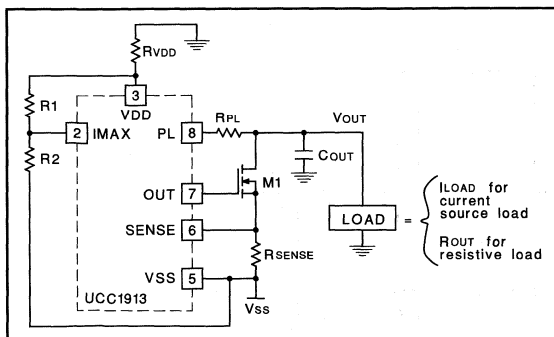 RVDD
R1
3
VDD
2
IMAX
PL
8
RPL
VOUT
R2
COUT
OUT
7
M1
SENSE
6
RSENSE
VSS
5
UCC1913
VSS
LOAD
=
ILOAD for
current
source load
ROUT for
resistive load